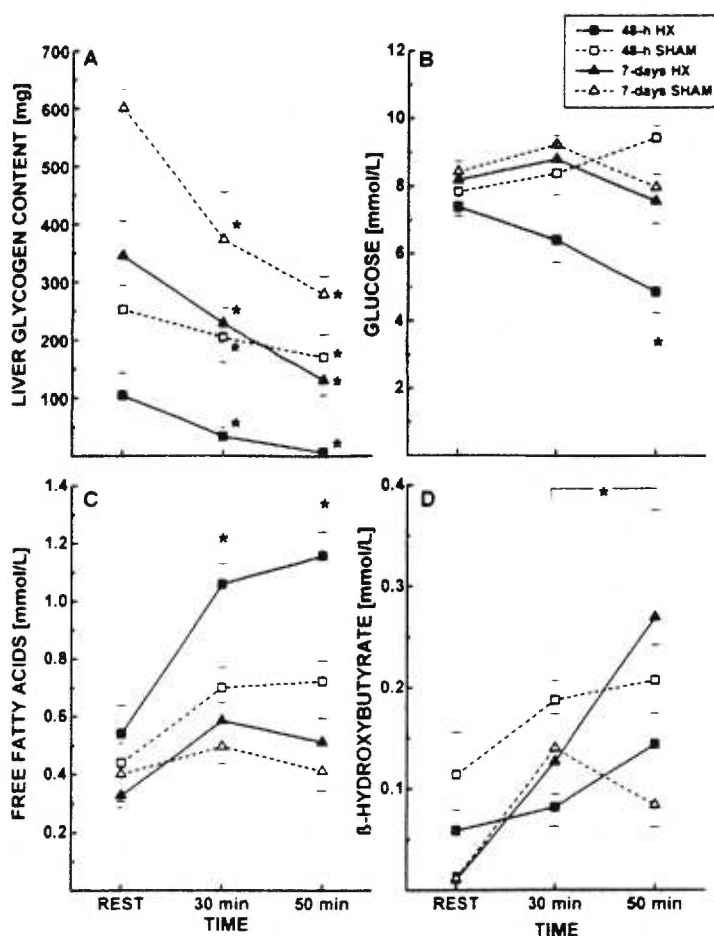 48-h HX
48-h SHAM
7-days HX
7-days SHAM
A
LIVER GLYCOGEN CONTENT [mg]
700
600
500
400
300
200
100
*
*
*
*
*
*
*
*
B
GLUCOSE [mmol/L]
12
10
8
6
4
2
*
C
FREE FATTY ACIDS [mmol/L]
1.4
1.2
1.0
0.8
0.6
0.4
0.2
*
*
REST
30 min
50 min
TIME
D
ß-HYDROXYBUTYRATE [mmol/L]
0.4
0.3
0.2
0.1
*
REST
30 min
50 min
TIME